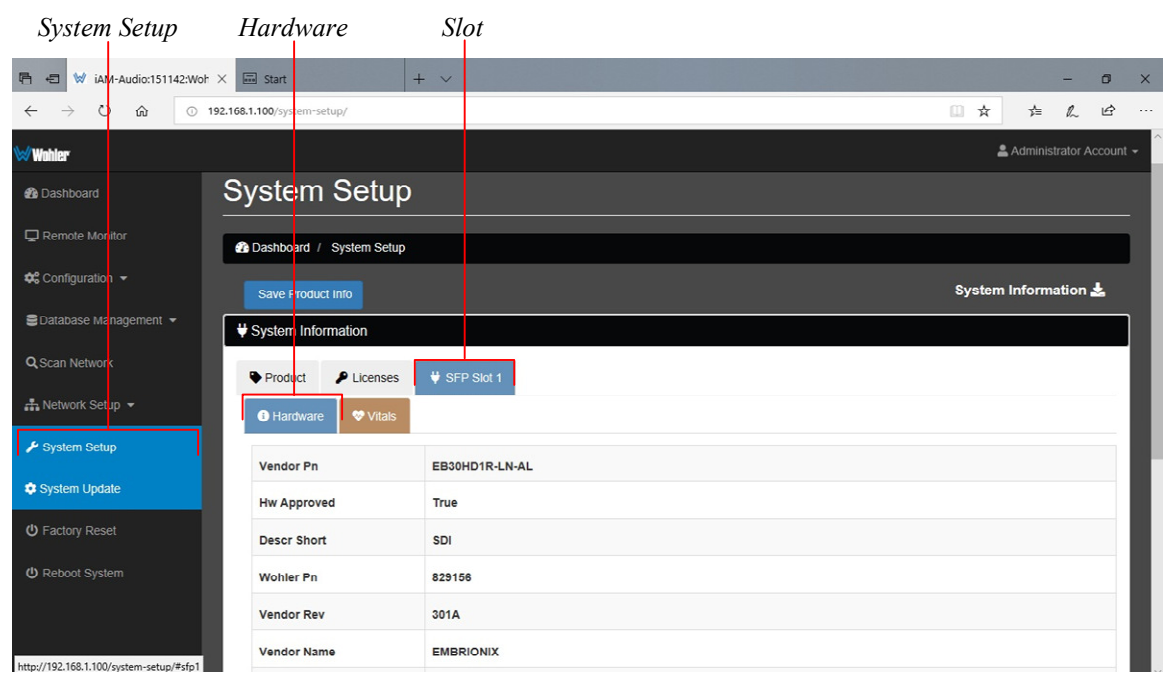 System Setup Hardware Slot
iAM-Audio:151142:Woh Start
192.168.1.100/system-setup/
Wohler Administrator Account
Dashboard
System Setup
Remote Monitor
Dashboard / System Setup
Configuration
Save Product Info System Information
Database Management
System Information
Scan Network
Product Licenses SFP Slot 1
Network Setup
Hardware Vitals
System Setup
Vendor Pn EB30HD1R-LN-AL
System Update
Hw Approved True
Factory Reset
Descr Short SDI
Reboot System
Wohler Pn 829156
Vendor Rev 301A
Vendor Name EMBRIONIX
http://192.168.1.100/system-setup/#sfp1